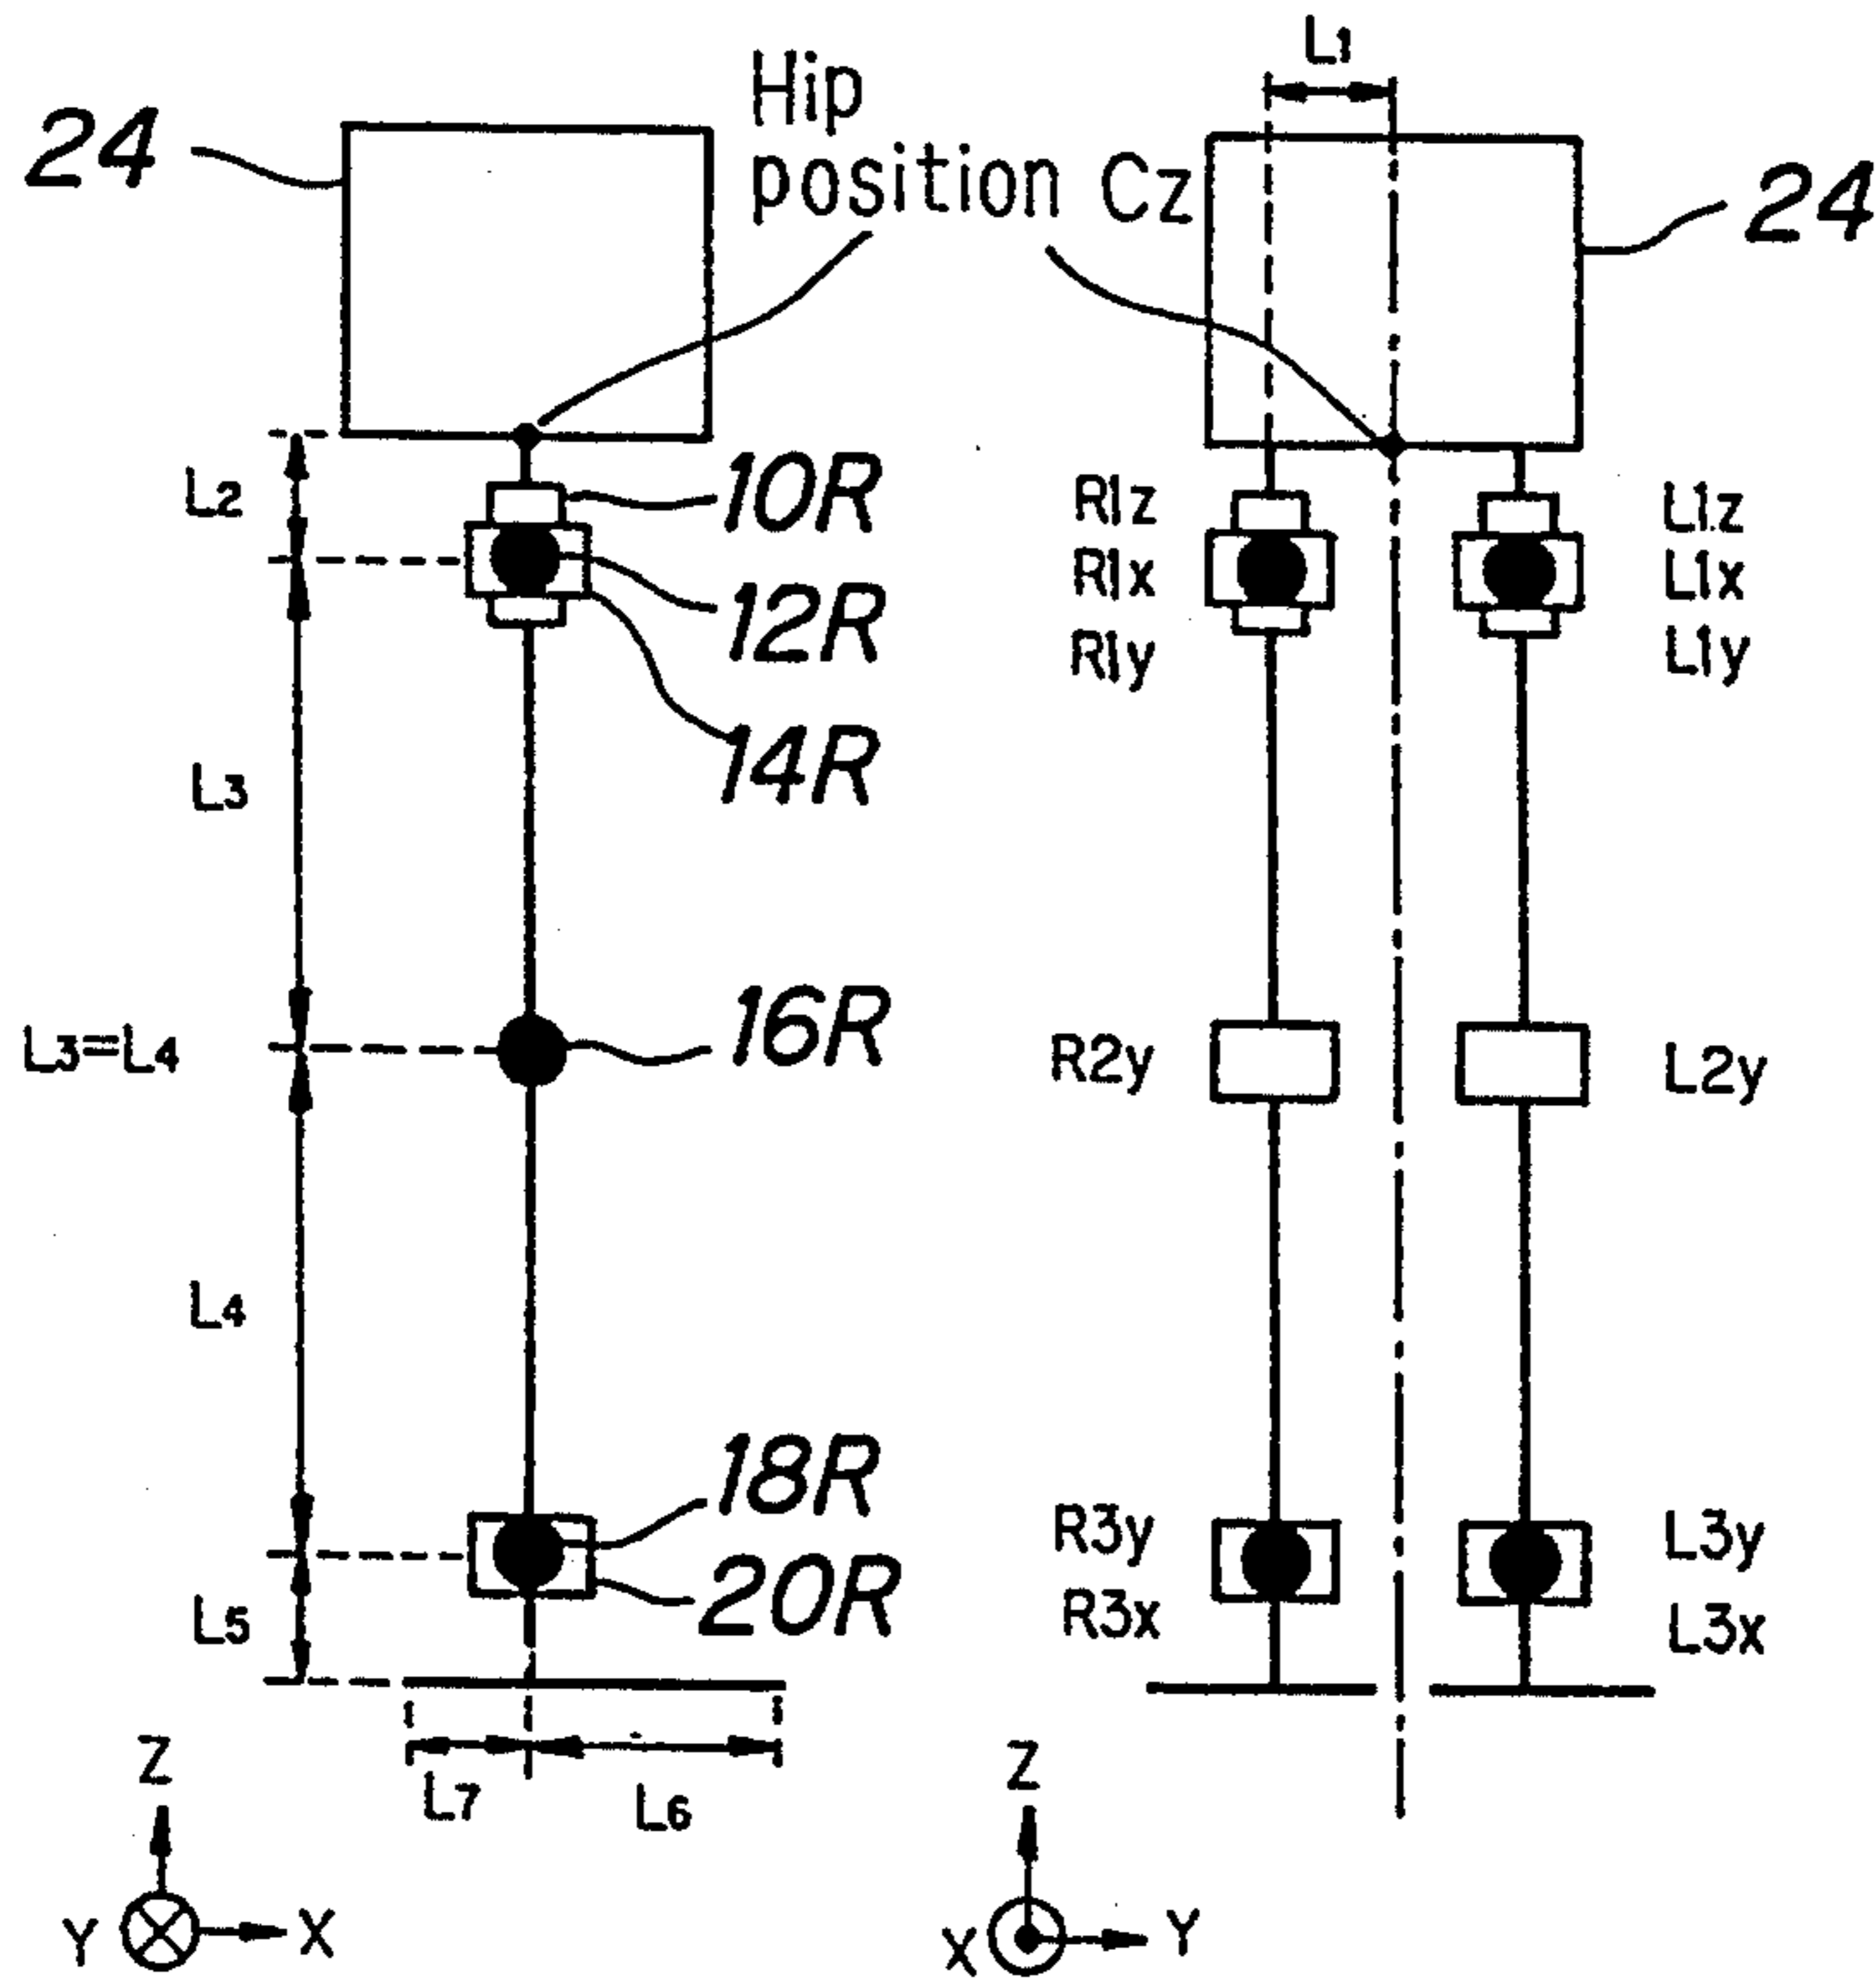 L1
Hip
position Cz
24
24
L2
10R
R1z
L1z
12R
R1x
L1x
14R
R1y
L1y
L3
L3=L4
16R
R2y
L2y
L4
18R
R3y
L3y
20R
R3x
L3x
L5
L7
L6
Z
Y
X
Z
X
Y